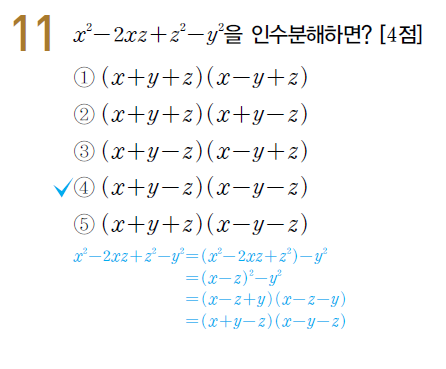 11 x²−2xz+z²−y²을 인수분해하면? [4점]
① (x+y+z)(x−y+z)
② (x+y+z)(x+y−z)
③ (x+y−z)(x−y+z)
④ (x+y−z)(x−y−z)
⑤ (x+y+z)(x−y−z)
x²−2xz+z²−y²=(x²−2xz+z²)−y²
=(x−z)²−y²
=(x−z+y)(x−z−y)
=(x+y−z)(x−y−z)